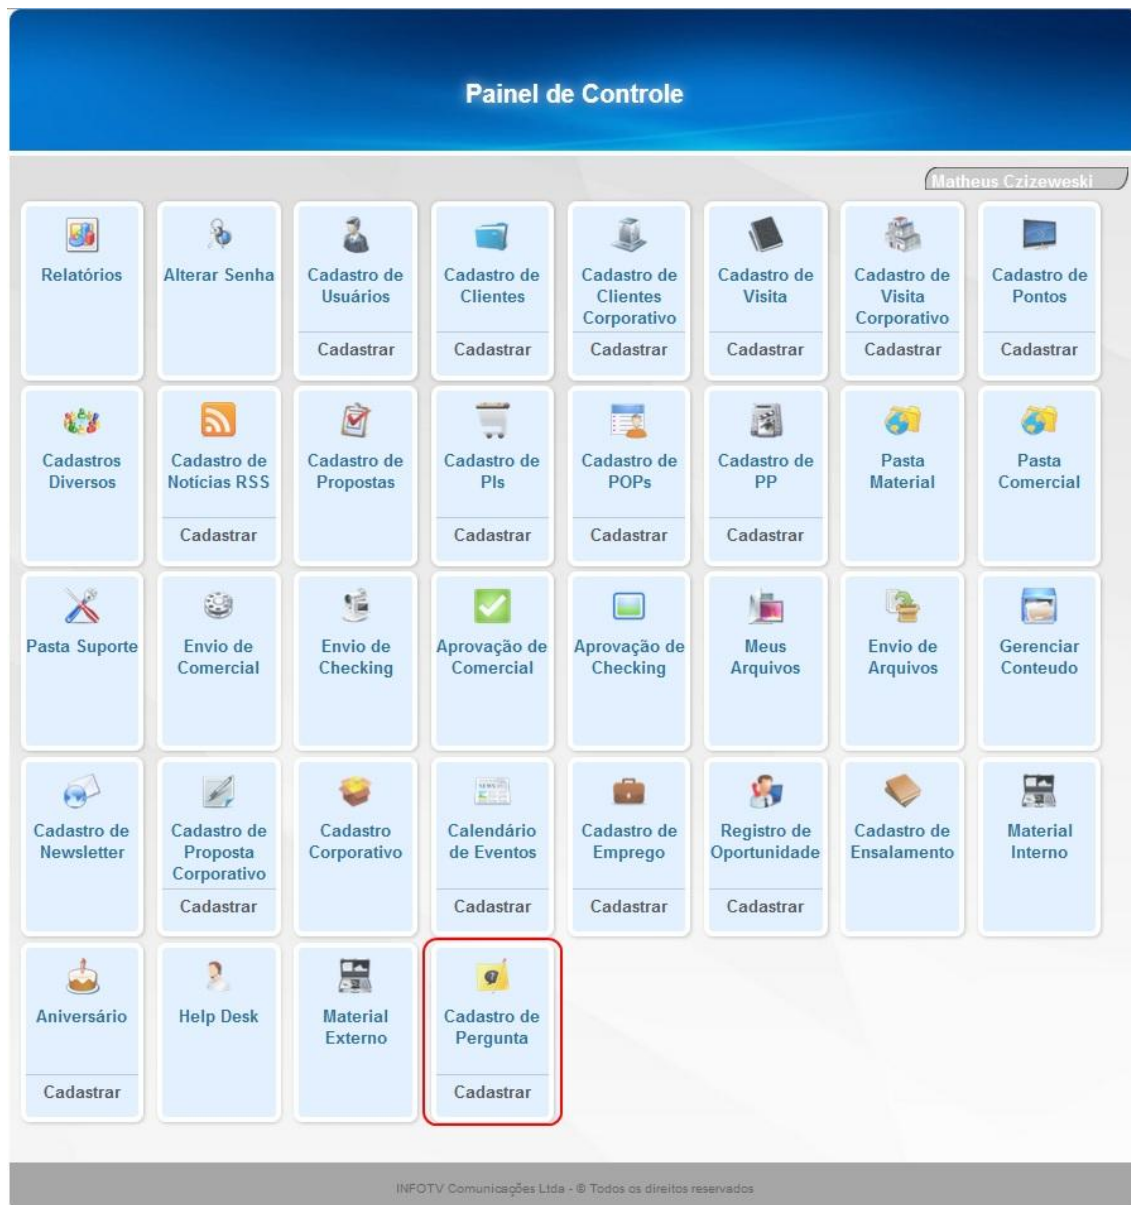 Painel de Controle
Matheus Czizeweski
Relatórios
Alterar Senha
Cadastro de
Usuários
Cadastrar
Cadastro de
Clientes
Cadastrar
Cadastro de
Clientes
Corporativo
Cadastrar
Cadastro de
Visita
Cadastrar
Cadastro de
Visita
Corporativo
Cadastrar
Cadastro de
Pontos
Cadastrar
Cadastros
Diversos
Cadastro de
Notícias RSS
Cadastrar
Cadastro de
Propostas
Cadastro de
PIs
Cadastrar
Cadastro de
POPs
Cadastrar
Cadastro de
PP
Cadastrar
Pasta
Material
Pasta
Comercial
Pasta Suporte
Envio de
Comercial
Envio de
Checking
Aprovação de
Comercial
Aprovação de
Checking
Meus
Arquivos
Envio de
Arquivos
Gerenciar
Conteudo
Cadastro de
Newsletter
Cadastro de
Proposta
Corporativo
Cadastrar
Cadastro
Corporativo
Calendário
de Eventos
Cadastrar
Cadastro de
Emprego
Cadastrar
Registro de
Oportunidade
Cadastrar
Cadastro de
Ensalamento
Material
Interno
Aniversário
Cadastrar
Help Desk
Material
Externo
Cadastro de
Pergunta
Cadastrar
INFOTV Comunicações Ltda - © Todos os direitos reservados